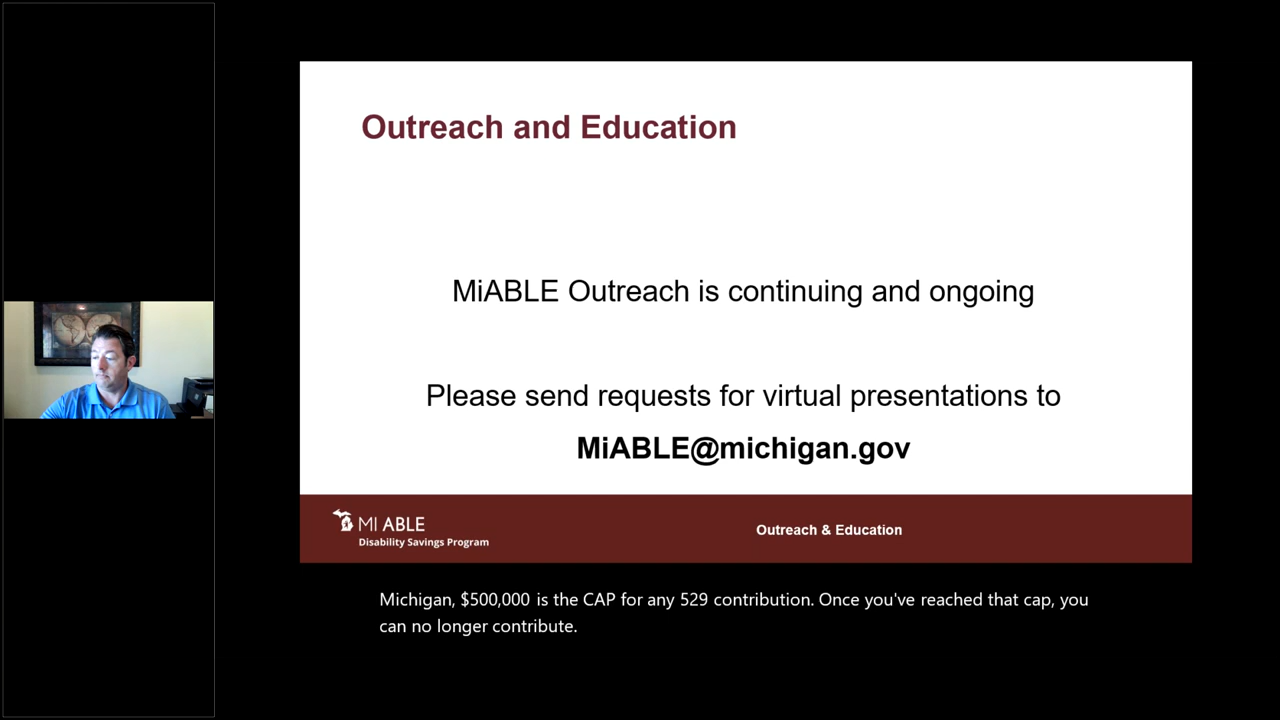 Outreach and Education
MiABLE Outreach is continuing and ongoing
Please send requests for virtual presentations to
MiABLE@michigan.gov
MI ABLE
Disability Savings Program
Outreach & Education
Michigan, $500,000 is the CAP for any 529 contribution. Once you've reached that cap, you
can no longer contribute.